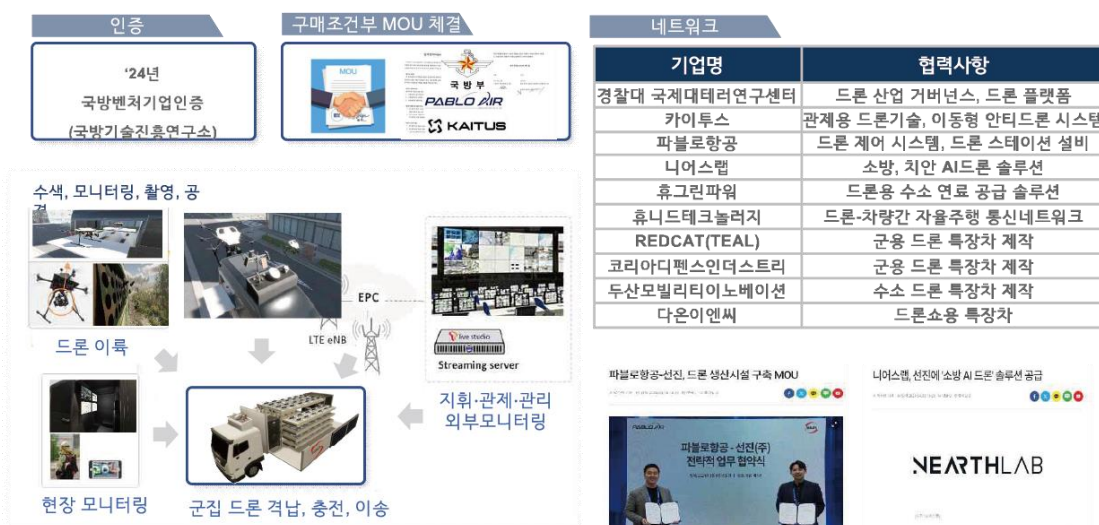 인증
‘24년
국방벤처기업인증
(국방기술진흥연구소)
구매조건부 MOU 체결
MOU
국방부
PABLO AIR
KAITUS
네트워크
기업명 협력사항
경찰대 국제대테러연구센터 드론 산업 거버넌스, 드론 플랫폼
카이투스 관제용 드론기술, 이동형 안티드론 시스템
파블로항공 드론 제어 시스템, 드론 스테이션 설비
니어스랩 소방, 치안 AI드론 솔루션
휴그린파워 드론용 수소 연료 공급 솔루션
휴니드테크놀러지 드론-차량간 자율주행 통신네트워크
REDCAT(TEAL) 군용 드론 특장차 제작
코리아디펜스인더스트리 군용 드론 특장차 제작
두산모빌리티이노베이션 수소 드론 특장차 제작
다온이엔씨 드론쇼용 특장차
수색, 모니터링, 촬영, 공
격
드론 이륙
EPC
LTE eNB
live studio
Streaming server
지휘·관제·관리
외부모니터링
현장 모니터링
군집 드론 격납, 충전, 이송
파블로항공-선진, 드론 생산시설 구축 MOU
PABLO AIR
파블로항공 - 선진(주)
전략적 업무 협약식
니어스랩, 선진에 '소방 AI 드론' 솔루션 공급
NEARTHLAB